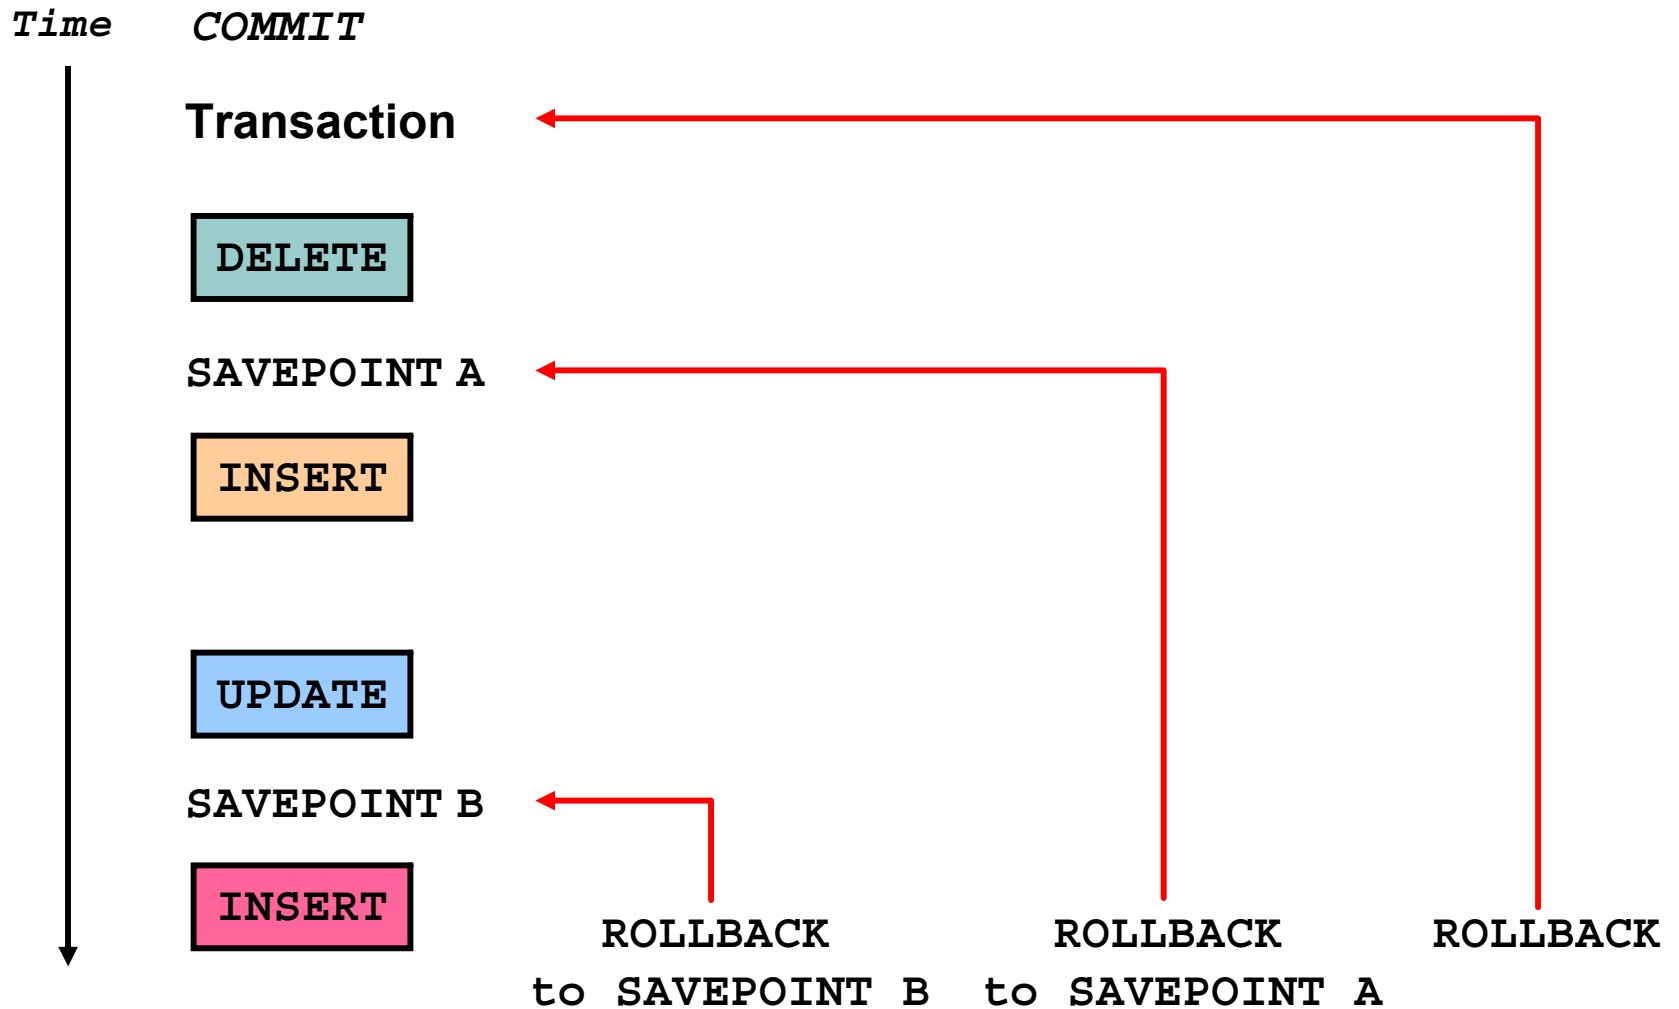 Time COMMIT
Transaction
DELETE
SAVEPOINT A
INSERT
UPDATE
SAVEPOINT B
INSERT
ROLLBACK
to SAVEPOINT B
ROLLBACK
to SAVEPOINT A
ROLLBACK